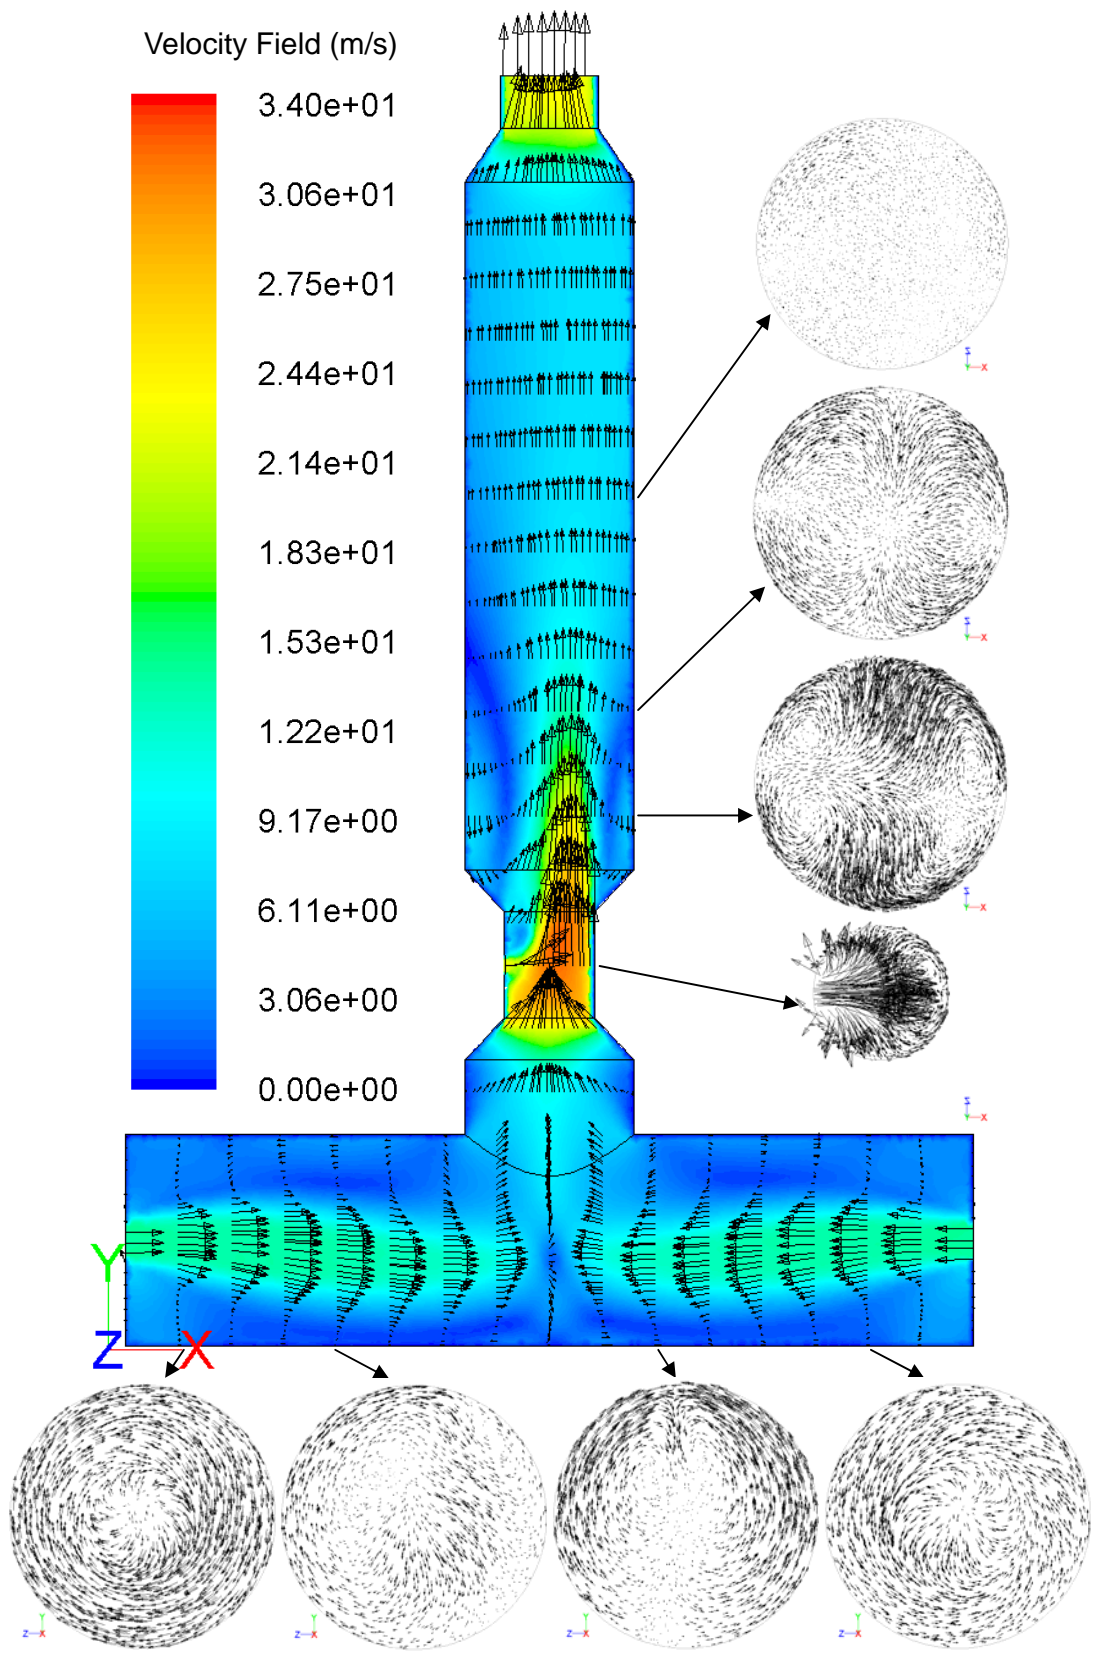 Velocity Field (m/s)
3.40e+01
3.06e+01
2.75e+01
2.44e+01
2.14e+01
1.83e+01
1.53e+01
1.22e+01
9.17e+00
6.11e+00
3.06e+00
0.00e+00
Z X
Z X
Z X
Z X
Y
Z X
Y
Z X
Y
Z X
Y
Z X
Y
Z X